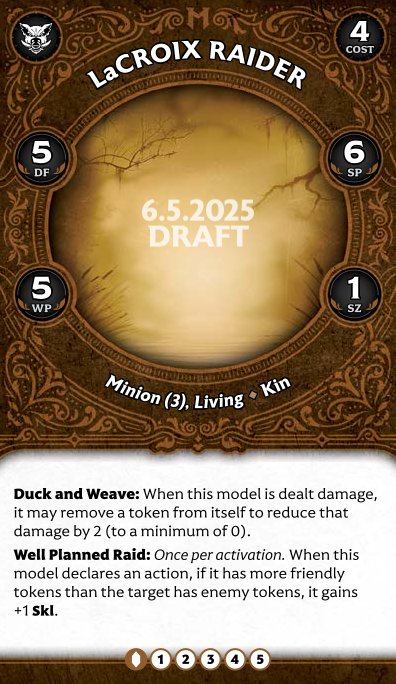 4
COST
LaCROIX RAIDER
5
DF
6
SP
6.5.2025
DRAFT
5
WP
1
SZ
Minion (3), Living ◆ Kin
Duck and Weave: When this model is dealt damage,
it may remove a token from itself to reduce that
damage by 2 (to a minimum of 0).
Well Planned Raid: Once per activation. When this
model declares an action, if it has more friendly
tokens than the target has enemy tokens, it gains
+1 Skl.
1 2 3 4 5